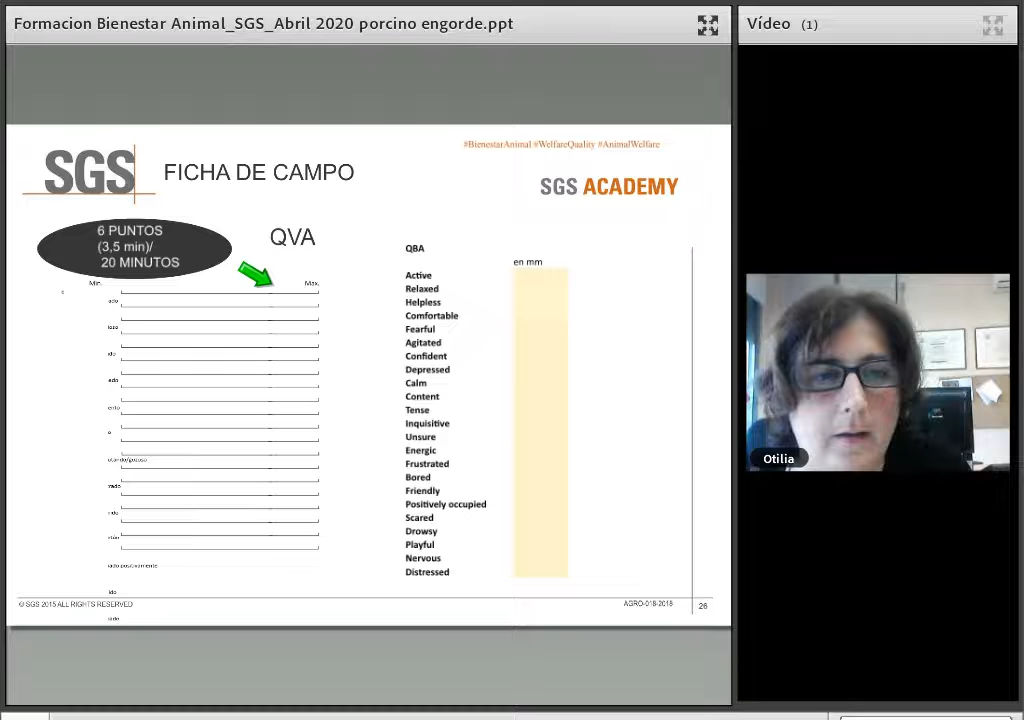 Formacion Bienestar Animal_SGS_Abril 2020 porcino engorde.ppt
Vídeo (1)
#BienestarAnimal #WelfareQuality #AnimalWelfare
SGS
FICHA DE CAMPO
SGS ACADEMY
6 PUNTOS
(3,5 min)/
20 MINUTOS
QVA
QBA
en mm
Min.
Max.
Active
Relaxed
Helpless
Comfortable
Fearful
Agitated
Confident
Depressed
Calm
Content
Tense
Inquisitive
Unsure
Energic
Frustrated
Bored
Friendly
Positively occupied
Scared
Drowsy
Playful
Nervous
Distressed
Otilia
© SGS 2015 ALL RIGHTS RESERVED
AGRO-018-2018
26